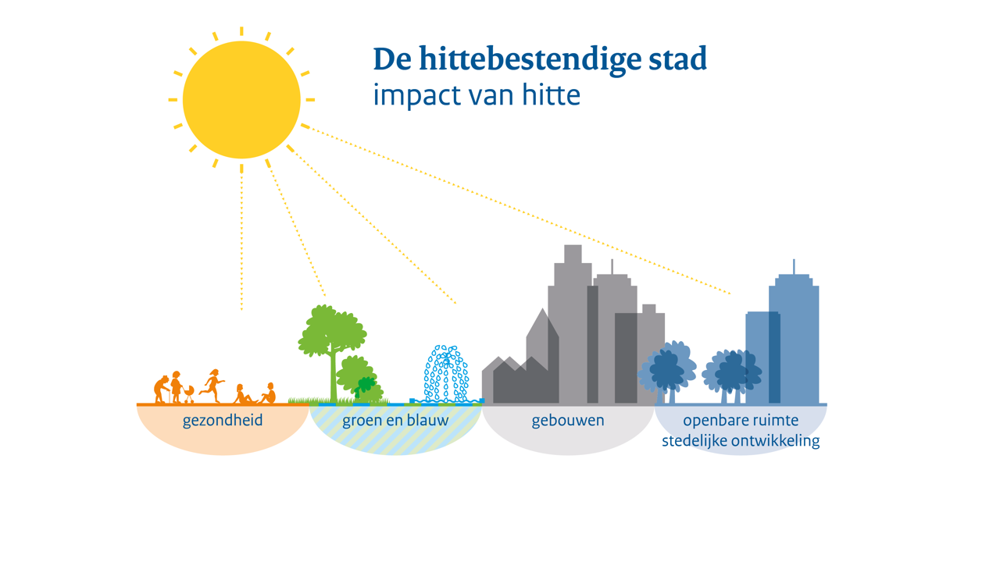 De hittebestendige stad
impact van hitte
gezondheid
groen en blauw
gebouwen
openbare ruimte
stedelijke ontwikkeling